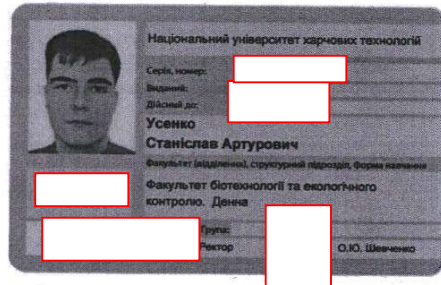 Національний університет харчових технологій
Серія, номер:
Виданий:
Дійсний до:
Усенко
Станіслав Артурович
Факультет (відділення), структурний підрозділ, форма навчання
Факультет біотехнології та екологічного
контролю. Денна
Група:
Ректор О.Ю. Шевченко